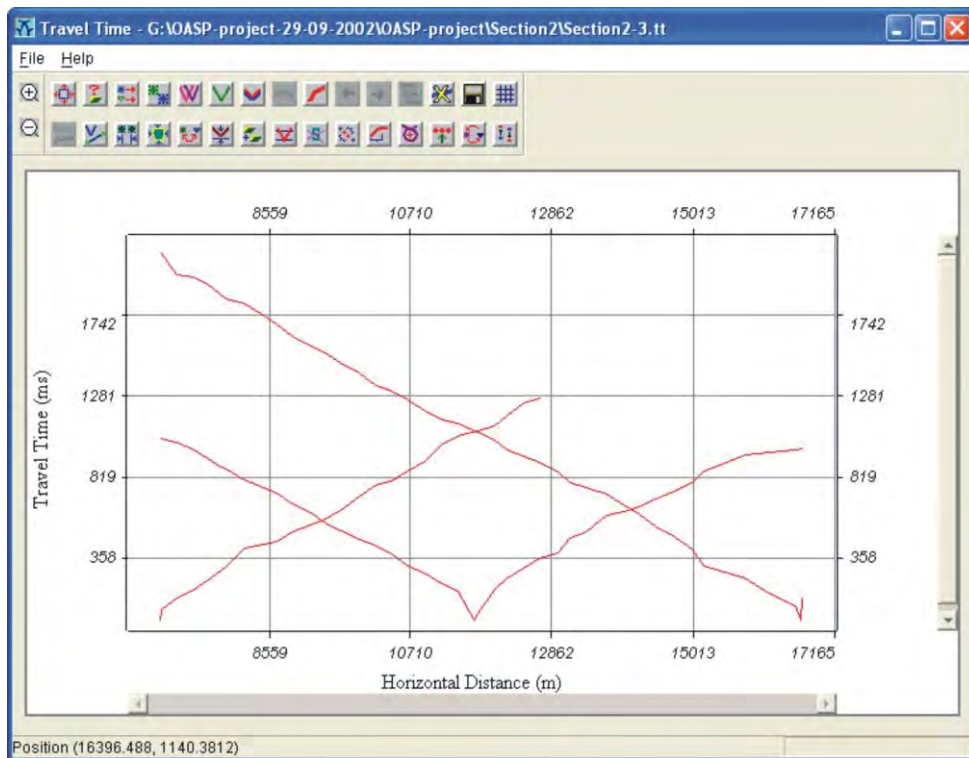 Travel Time - G:\OASP-project-29-09-2002\OASP-project\Section2\Section2-3.tt
File Help
8559 10710 12862 15013 17165
1742 1742
1281 1281
819 819
358 358
Travel Time (ms)
8559 10710 12862 15013 17165
Horizontal Distance (m)
Position (16396.488, 1140.3812)